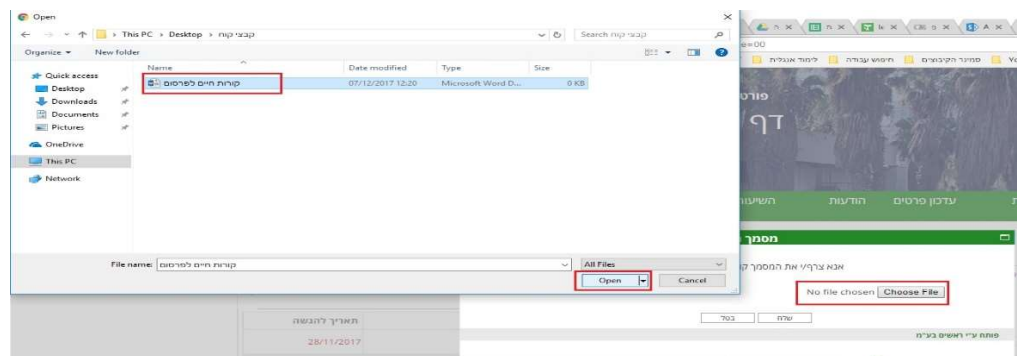 Open
This PC > Desktop > קבצי קוח
Search קבצי קוח
Organize
New folder
Name
Date modified
Type
Size
קורות חיים לפרסום
07/12/2017 12:20
Microsoft Word D...
0 KB
Quick access
Desktop
Downloads
Documents
Pictures
OneDrive
This PC
Network
File name:
קורות חיים לפרסום
All Files
Open
Cancel
e=00
סמינר הקיבוצים
חיפוש עבודה
לימוד אנגלית
פורט
דף
עדכון פרטים
הודעות
מסמך
אנא צרף/י את המסמך
No file chosen
Choose File
שלח
בטל
פותח ע"י ראשים בע"מ
תאריך להגשה
28/11/2017